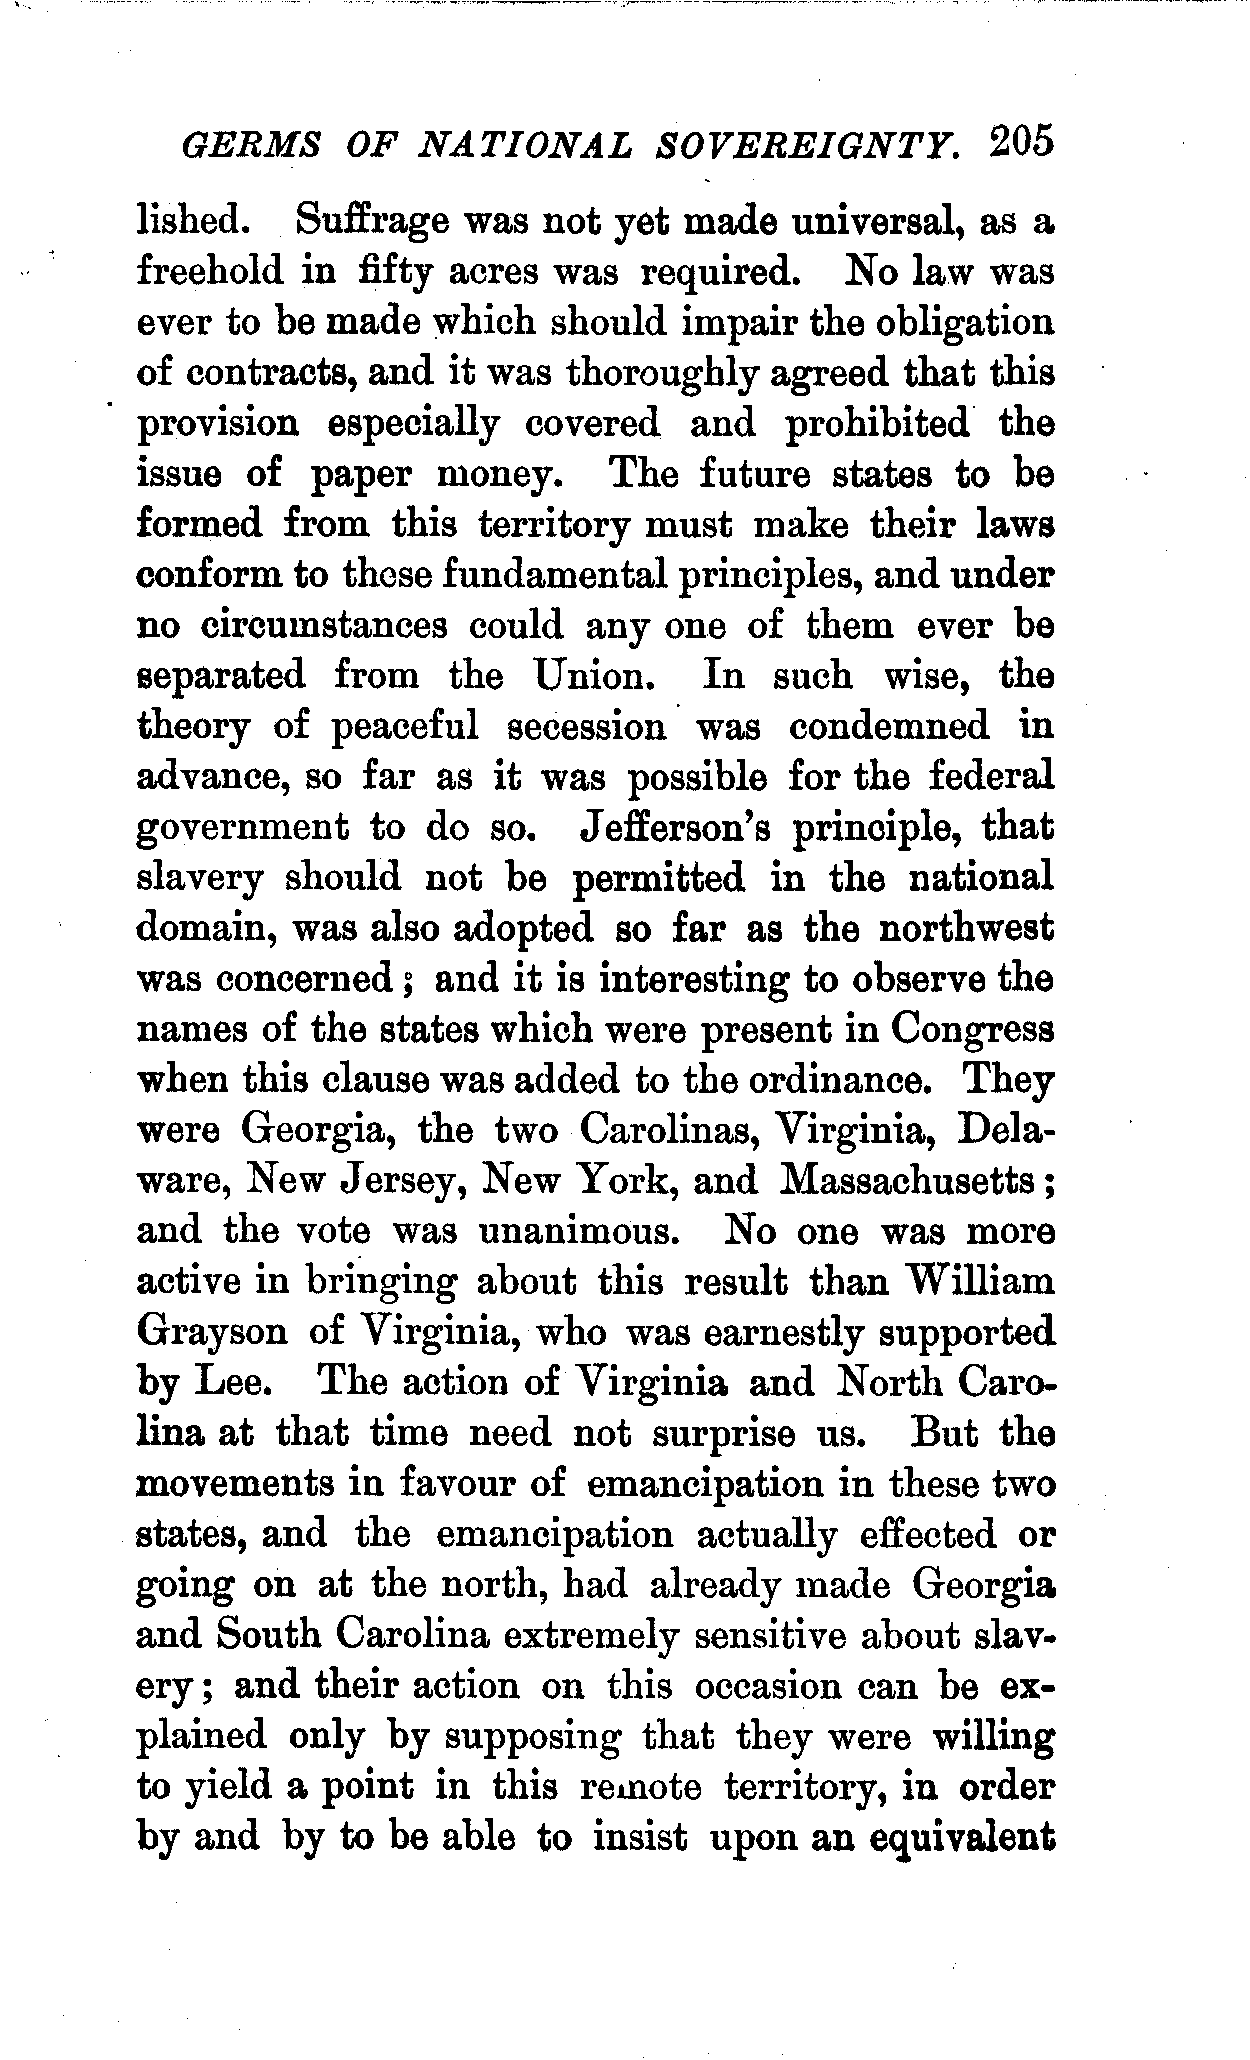 GERMS OF NATIONAL SOVEREIGNTY. 205
lished. Suffrage was not yet made universal, as a
freehold in fifty acres was required. No law was
ever to be made which should impair the obligation
of contracts, and it was thoroughly agreed that this
provision especially covered and prohibited the
issue of paper money. The future states to be
formed from this territory must make their laws
conform to these fundamental principles, and under
no circumstances could any one of them ever be
separated from the Union. In such wise, the
theory of peaceful secession was condemned in
advance, so far as it was possible for the federal
government to do so. Jefferson's principle, that
slavery should not be permitted in the national
domain, was also adopted so far as the northwest
was concerned; and it is interesting to observe the
names of the states which were present in Congress
when this clause was added to the ordinance. They
were Georgia, the two Carolinas, Virginia, Dela-
ware, New Jersey, New York, and Massachusetts;
and the vote was unanimous. No one was more
active in bringing about this result than William
Grayson of Virginia, who was earnestly supported
by Lee. The action of Virginia and North Caro-
lina at that time need not surprise us. But the
movements in favour of emancipation in these two
states, and the emancipation actually effected or
going on at the north, had already made Georgia
and South Carolina extremely sensitive about slav-
ery; and their action on this occasion can be ex-
plained only by supposing that they were willing
to yield a point in this remote territory, in order
by and by to be able to insist upon an equivalent